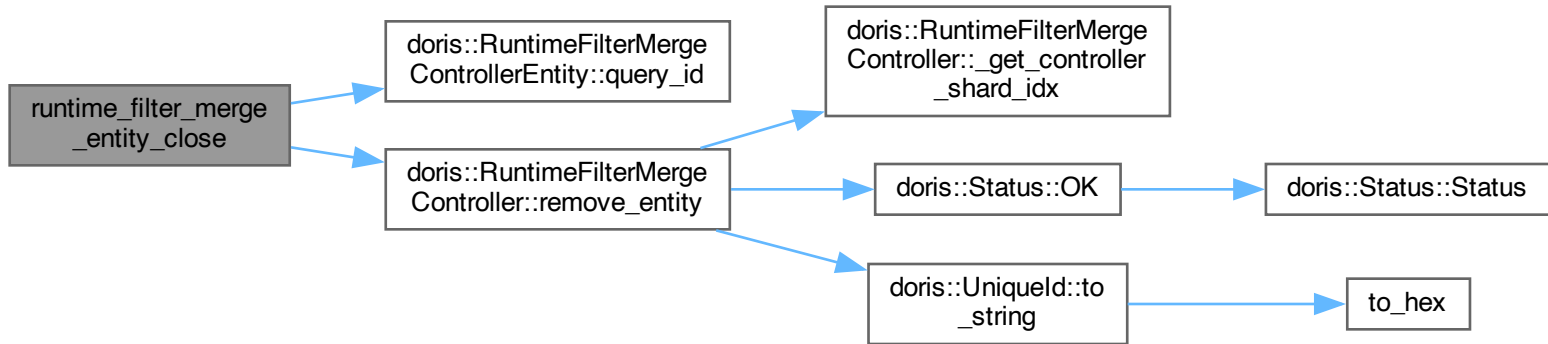 runtime_filter_merge
_entity_close
doris::RuntimeFilterMerge
ControllerEntity::query_id
doris::RuntimeFilterMerge
Controller::remove_entity
doris::RuntimeFilterMerge
Controller::_get_controller
_shard_idx
doris::Status::OK
doris::Status::Status
doris::UniqueId::to
_string
to_hex